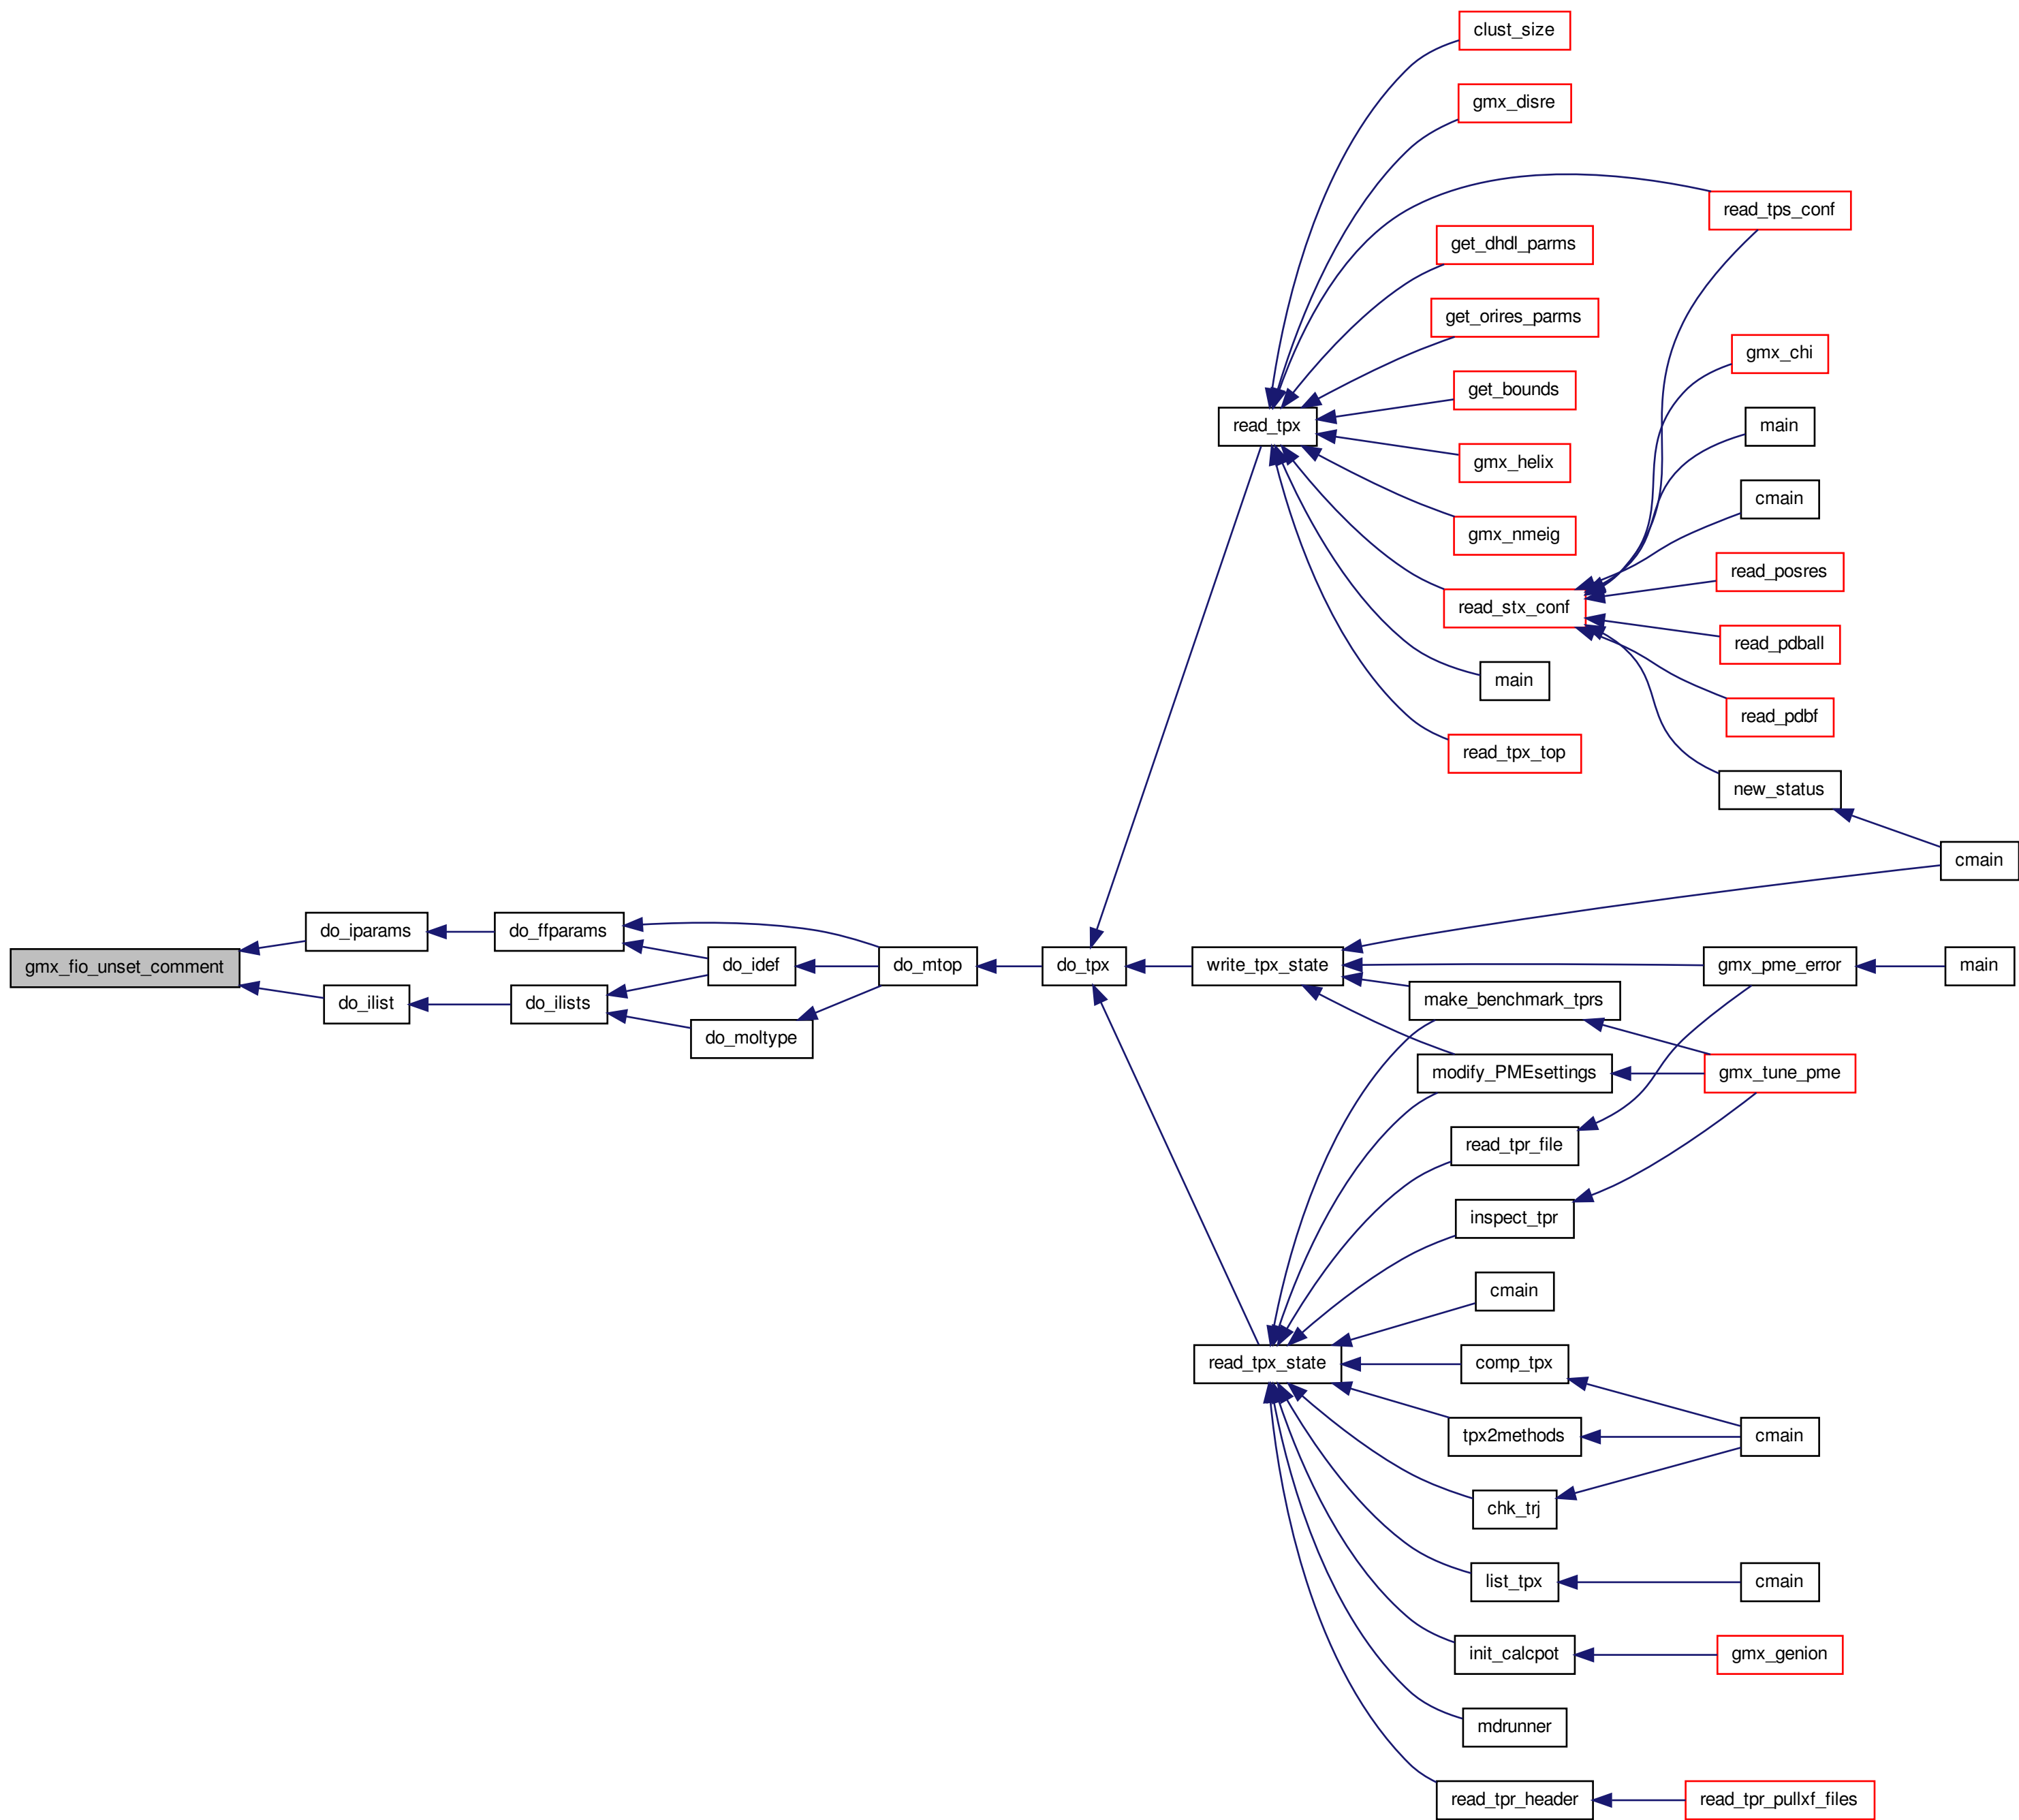 clust_size
gmx_disre
read_tps_conf
get_dhdl_parms
get_orires_parms
gmx_chi
get_bounds
main
read_tpx
gmx_helix
cmain
gmx_nmeig
read_posres
read_stx_conf
read_pdball
main
read_pdbf
read_tpx_top
new_status
cmain
do_iparams
do_ffparams
gmx_fio_unset_comment
do_idef
do_mtop
do_tpx
write_tpx_state
gmx_pme_error
main
do_ilist
do_ilists
make_benchmark_tprs
do_moltype
modify_PMEsettings
gmx_tune_pme
read_tpr_file
inspect_tpr
cmain
read_tpx_state
comp_tpx
tpx2methods
cmain
chk_trj
list_tpx
cmain
init_calcpot
gmx_genion
mdrunner
read_tpr_header
read_tpr_pullxf_files